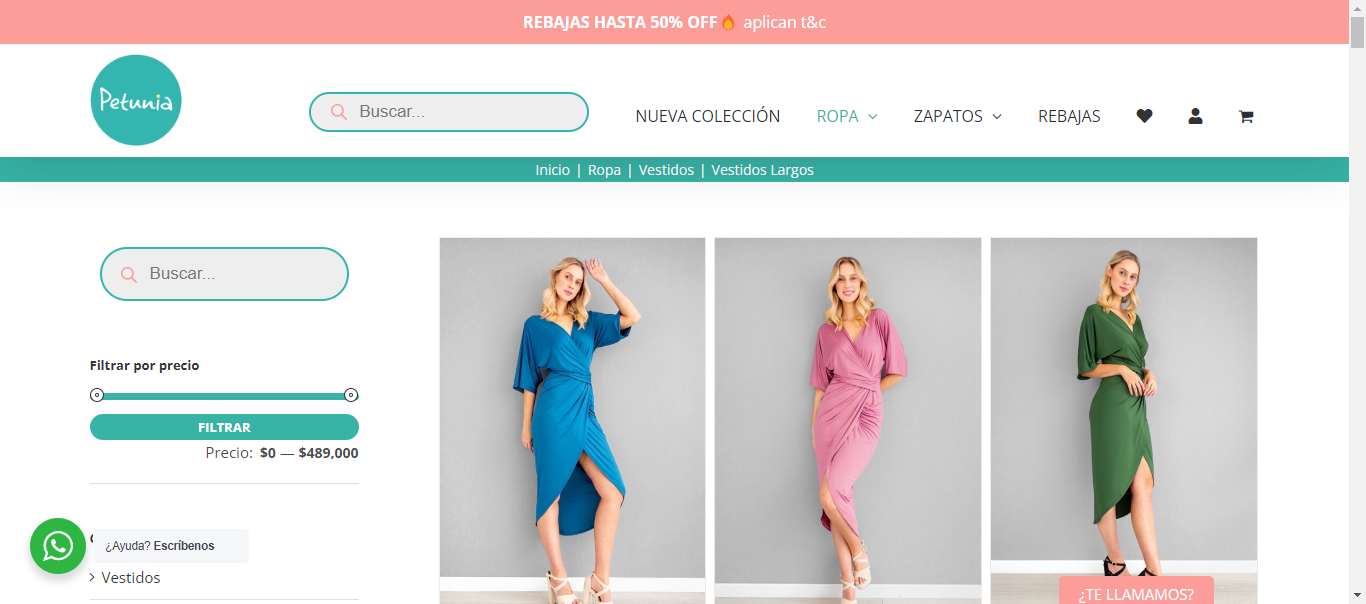 REBAJAS HASTA 50% OFF🔥 aplican t&c
Petunia
Buscar...
NUEVA COLECCIÓN
ROPA
ZAPATOS
REBAJAS
Inicio | Ropa | Vestidos | Vestidos Largos
Buscar...
Filtrar por precio
FILTRAR
Precio: $0 — $489,000
¿Ayuda? Escríbenos
Vestidos
¿TE LLAMAMOS?